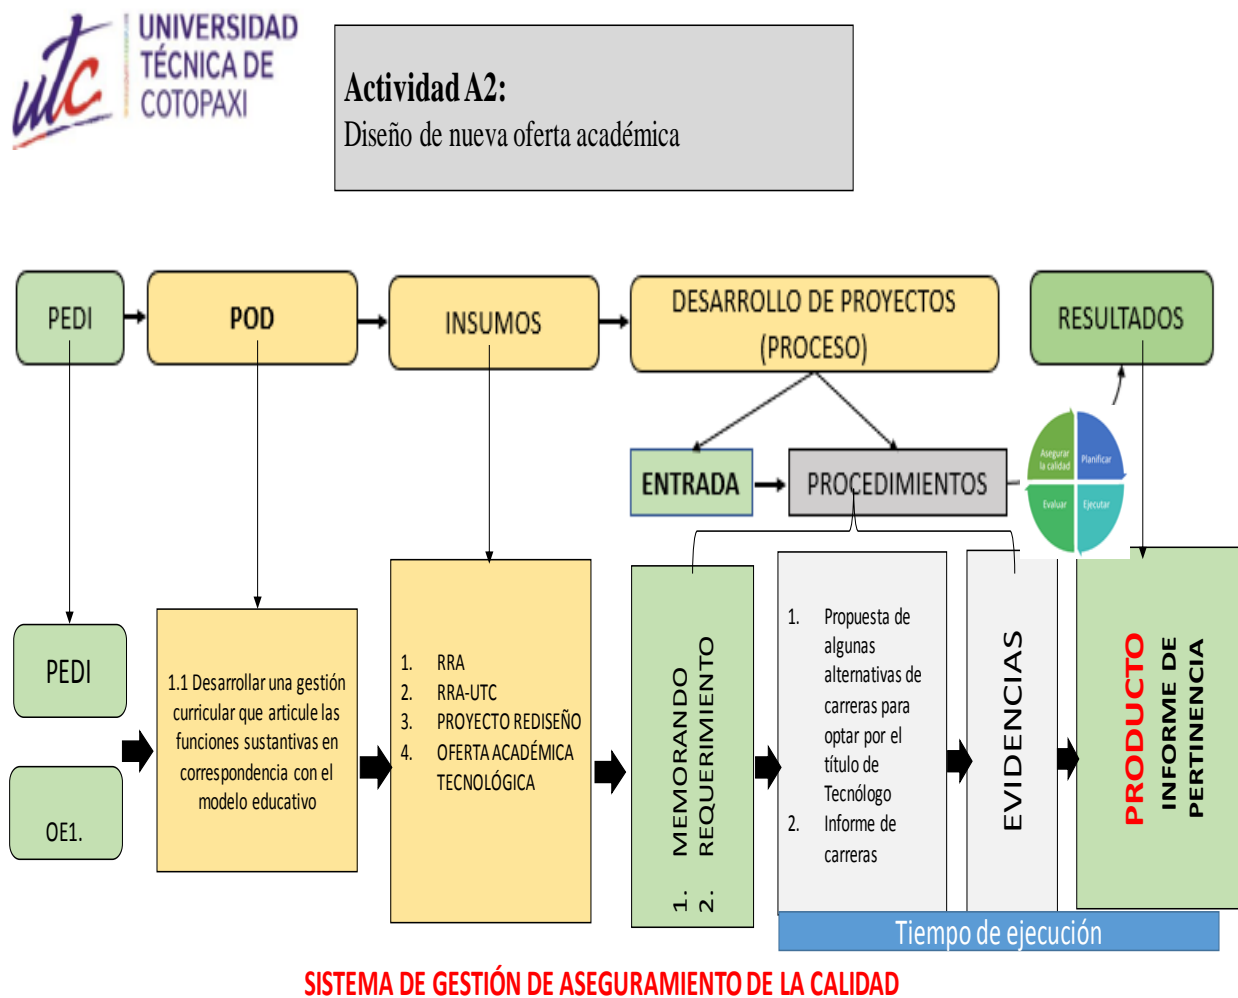 UNIVERSIDAD
TÉCNICA DE
COTOPAXI
utc
Actividad A2:
Diseño de nueva oferta académica
PEDI
POD
INSUMOS
DESARROLLO DE PROYECTOS
(PROCESO)
RESULTADOS
ENTRADA
PROCEDIMIENTOS
Asegurar
la calidad
Planificar
Evaluar
Ejecutar
PEDI
OE1.
1.1 Desarrollar una gestión
curricular que articule las
funciones sustantivas en
correspondencia con el
modelo educativo
1. RRA
2. RRA-UTC
3. PROYECTO REDISEÑO
4. OFERTA ACADÉMICA
TECNOLÓGICA
1. MEMORANDO
2. REQUERIMIENTO
1. Propuesta de
algunas
alternativas de
carreras para
optar por el
título de
Tecnólogo
2. Informe de
carreras
EVIDENCIAS
PRODUCTO
INFORME DE
PERTINENCIA
Tiempo de ejecución
SISTEMA DE GESTIÓN DE ASEGURAMIENTO DE LA CALIDAD